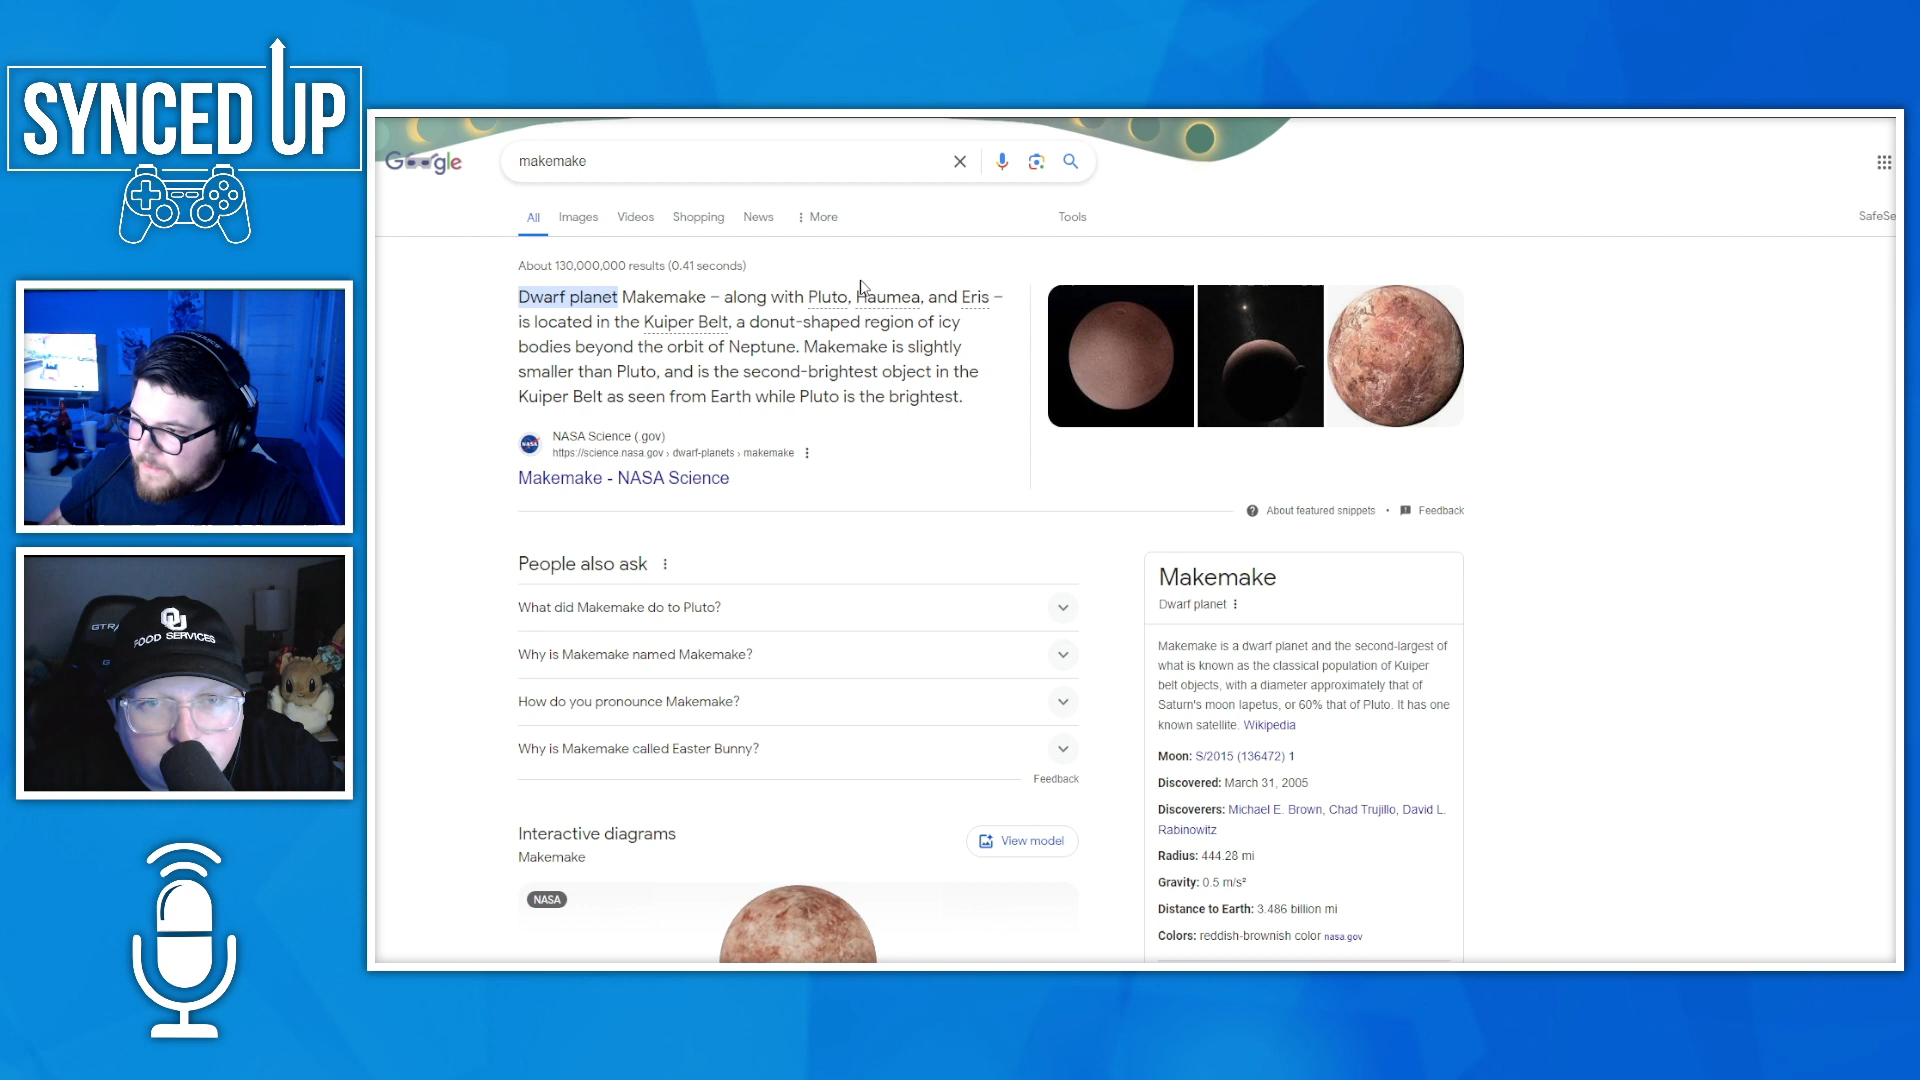 SYNCED UP
Google
makemake
All
Images
Videos
Shopping
News
More
Tools
SafeSe
About 130,000,000 results (0.41 seconds)
Dwarf planet Makemake – along with Pluto, Haumea, and Eris –
is located in the Kuiper Belt, a donut-shaped region of icy
bodies beyond the orbit of Neptune. Makemake is slightly
smaller than Pluto, and is the second-brightest object in the
Kuiper Belt as seen from Earth while Pluto is the brightest.
NASA
NASA Science (.gov)
https://science.nasa.gov › dwarf-planets › makemake
Makemake - NASA Science
About featured snippets • Feedback
People also ask
What did Makemake do to Pluto?
Why is Makemake named Makemake?
How do you pronounce Makemake?
Why is Makemake called Easter Bunny?
Feedback
Interactive diagrams
Makemake
View model
NASA
Makemake
Dwarf planet
Makemake is a dwarf planet and the second-largest of
what is known as the classical population of Kuiper
belt objects, with a diameter approximately that of
Saturn's moon Iapetus, or 60% that of Pluto. It has one
known satellite. Wikipedia
Moon: S/2015 (136472) 1
Discovered: March 31, 2005
Discoverers: Michael E. Brown, Chad Trujillo, David L.
Rabinowitz
Radius: 444.28 mi
Gravity: 0.5 m/s²
Distance to Earth: 3.486 billion mi
Colors: reddish-brownish color nasa.gov
OU
FOOD SERVICES